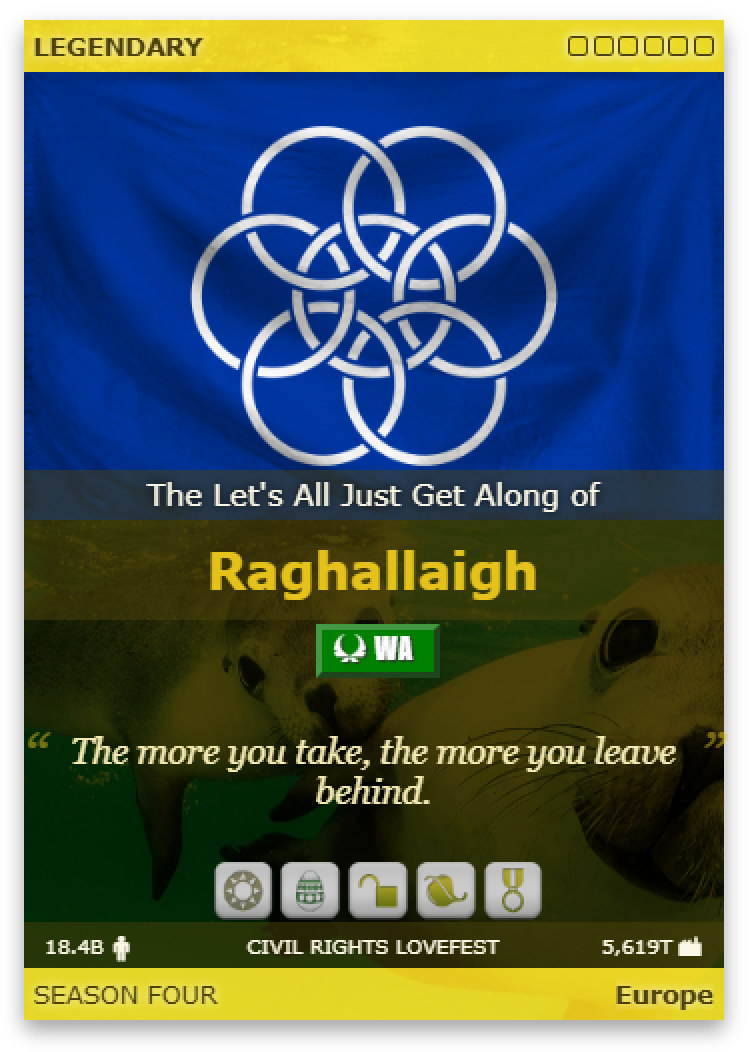 LEGENDARY
The Let's All Just Get Along of
Raghallaigh
WA
“ The more you take, the more you leave ”
behind.
18.4B CIVIL RIGHTS LOVEFEST 5,619T
SEASON FOUR Europe